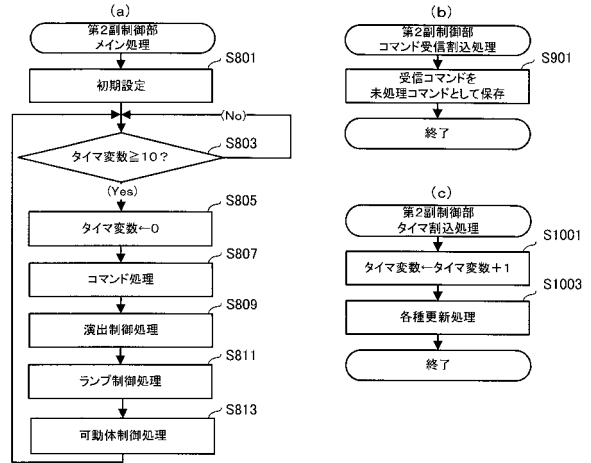 (a)
第2副制御部
メイン処理
S801
初期設定
(No)
S803
タイマ変数≧10?
(Yes)
S805
タイマ変数←0
S807
コマンド処理
S809
演出制御処理
S811
ランプ制御処理
S813
可動体制御処理
(b)
第2副制御部
コマンド受信割込処理
S901
受信コマンドを
未処理コマンドとして保存
終了
(c)
第2副制御部
タイマ割込処理
S1001
タイマ変数←タイマ変数+1
S1003
各種更新処理
終了